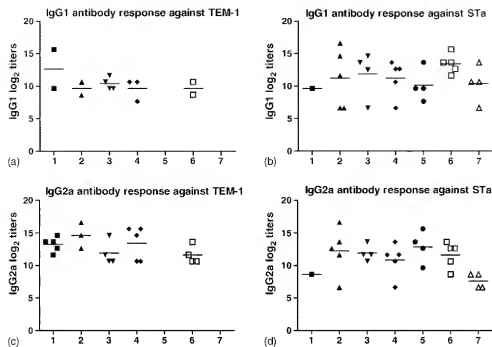 IgG1 antibody response against TEM-1
IgG1 log2 titers
20
15
10
5
0
1 2 3 4 5 6 7
(a)
IgG1 antibody response against STa
IgG1 log2 titers
20
15
10
5
0
1 2 3 4 5 6 7
(b)
IgG2a antibody response against TEM-1
IgG2a log2 titers
20
15
10
5
0
1 2 3 4 5 6 7
(c)
IgG2a antibody response against STa
IgG2a log2 titers
20
15
10
5
0
1 2 3 4 5 6 7
(d)